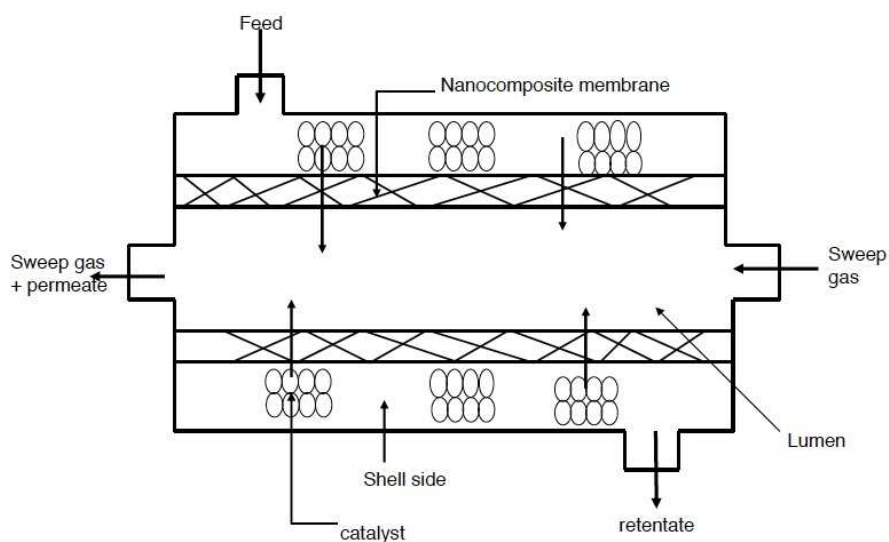 Feed
Nanocomposite membrane
Sweep gas
+ permeate
Sweep
gas
Lumen
Shell side
catalyst
retentate